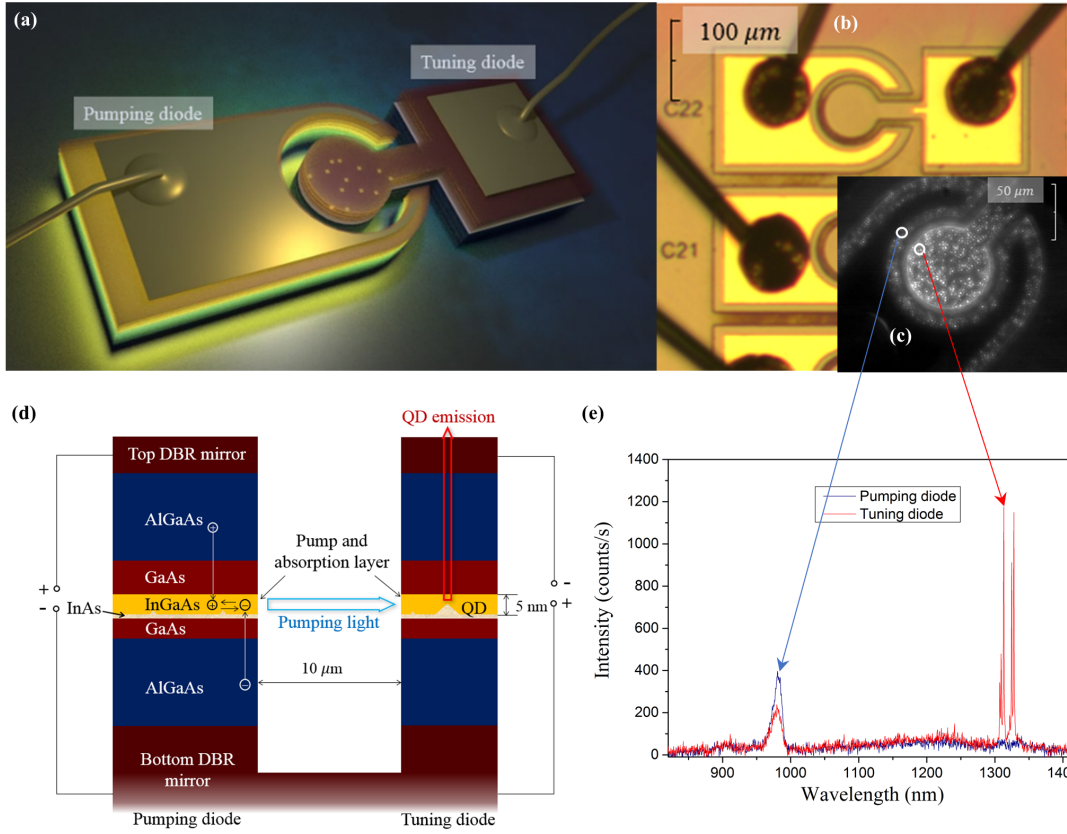 (a)
Pumping diode
Tuning diode
(b)
100 μm
C22
C21
50 μm
(c)
(d)
QD emission
Top DBR mirror
AlGaAs
Pump and
absorption layer
GaAs
+
-
InAs
InGaAs
+
-
Pumping light
QD
5 nm
-
+
GaAs
10 μm
AlGaAs
-
+
Bottom DBR
mirror
Pumping diode
Tuning diode
(e)
Intensity (counts/s)
1400
1200
1000
800
600
400
200
0
Pumping diode
Tuning diode
900
1000
1100
1200
1300
Wavelength (nm)